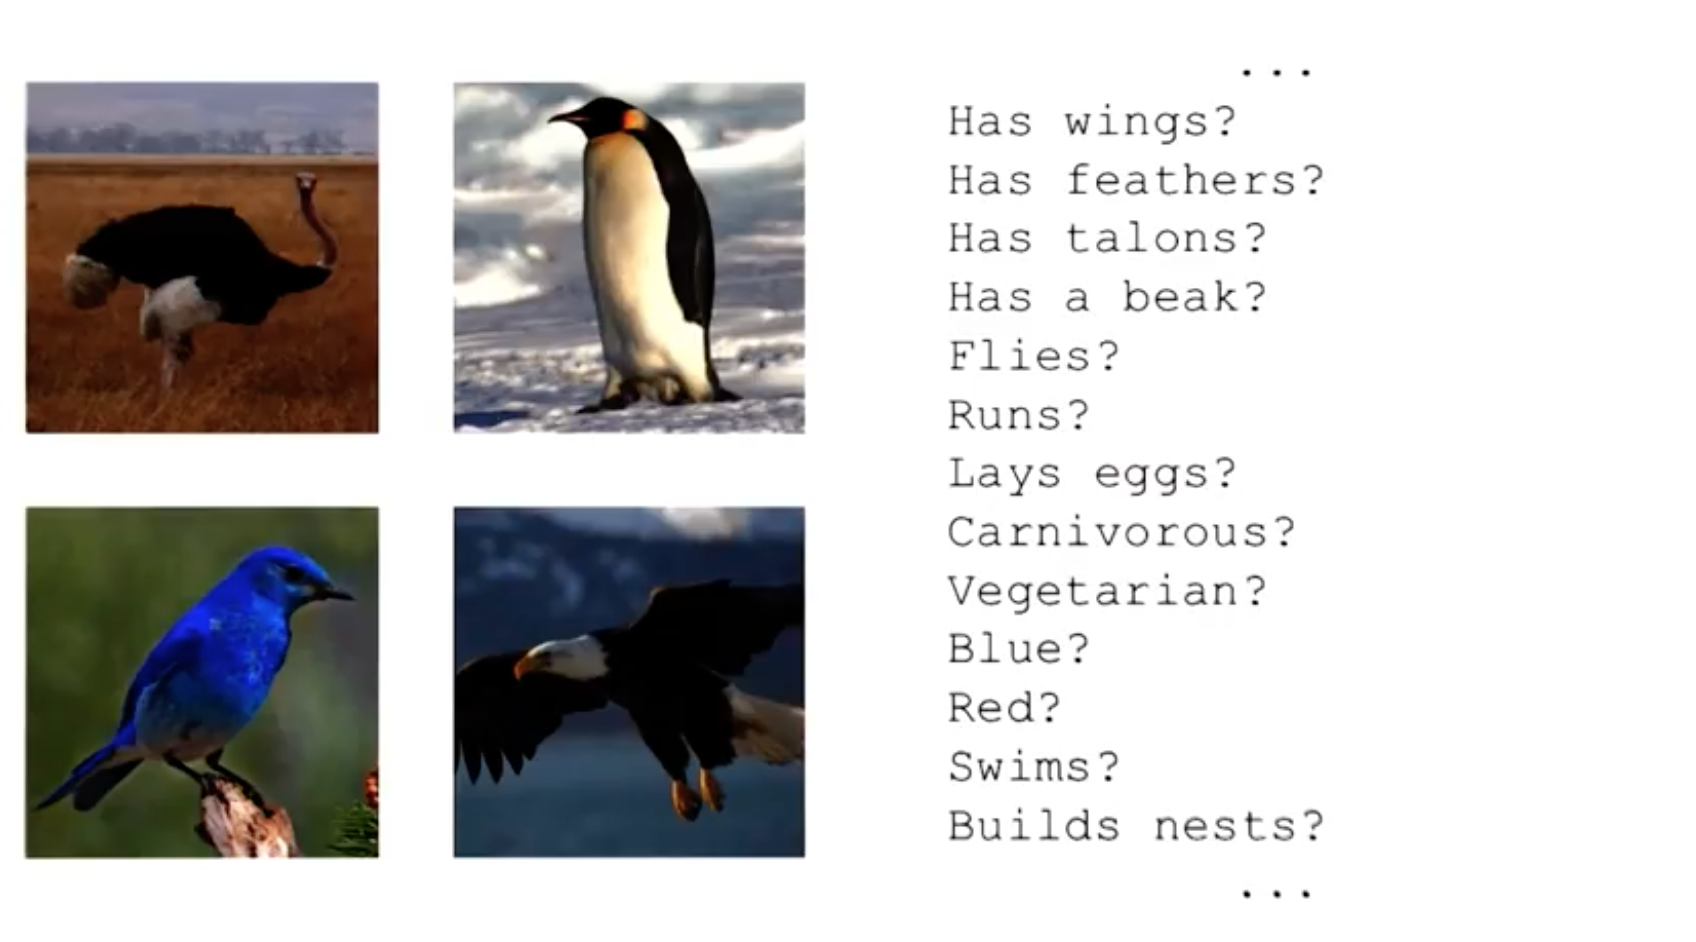 ...
Has wings?
Has feathers?
Has talons?
Has a beak?
Flies?
Runs?
Lays eggs?
Carnivorous?
Vegetarian?
Blue?
Red?
Swims?
Builds nests?
...